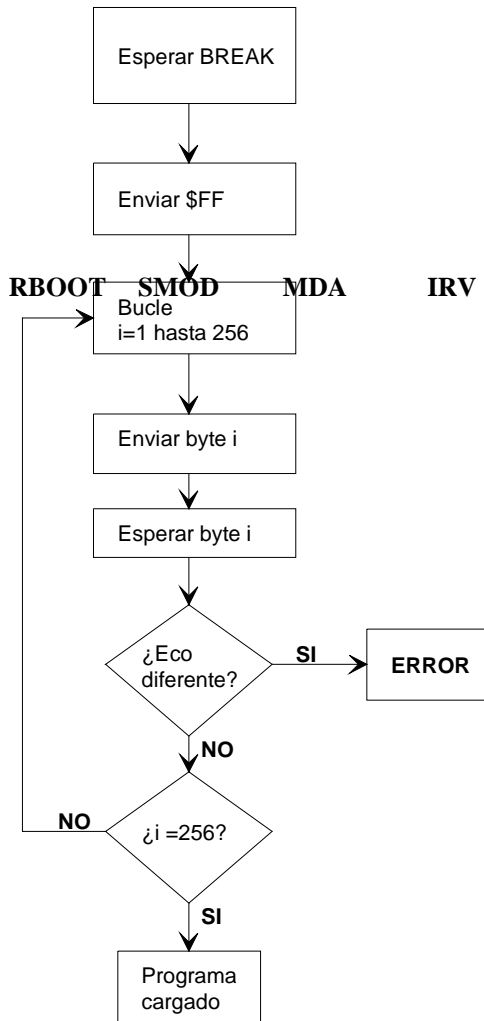 Esperar BREAK
Enviar $FF
RBOOT SMOD MDA IRV
Bucle
i=1 hasta 256
Enviar byte i
Esperar byte i
¿Eco
diferente?
SI
ERROR
NO
NO
¿i =256?
SI
Programa
cargado